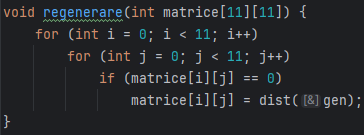 void regenerare(int matrice[11][11]) {
    for (int i = 0; i < 11; i++)
        for (int j = 0; j < 11; j++)
            if (matrice[i][j] == 0)
                matrice[i][j] = dist([&]gen);
}